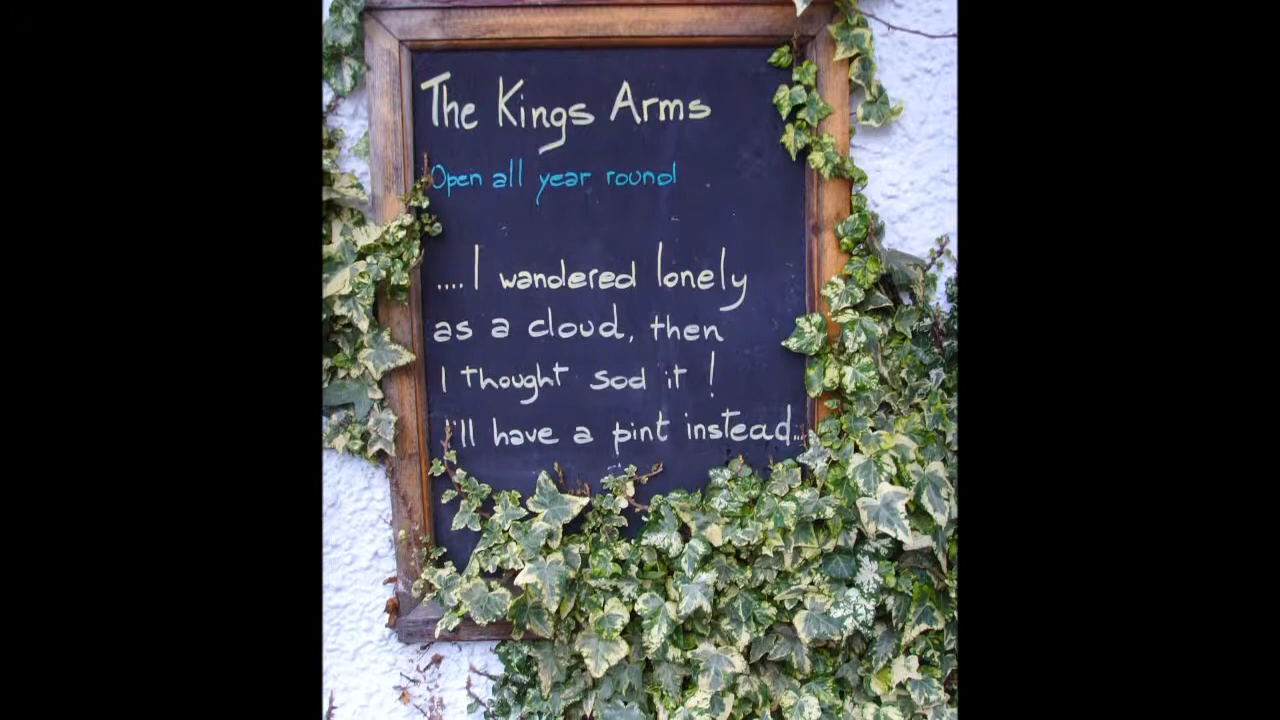 The Kings Arms
Open all year round
....I wandered lonely
as a cloud, then
I thought sod it !
I'll have a pint instead...